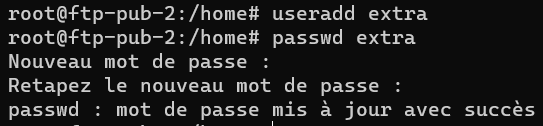 root@ftp-pub-2:/home# useradd extra
root@ftp-pub-2:/home# passwd extra
Nouveau mot de passe :
Retapez le nouveau mot de passe :
passwd : mot de passe mis à jour avec succès